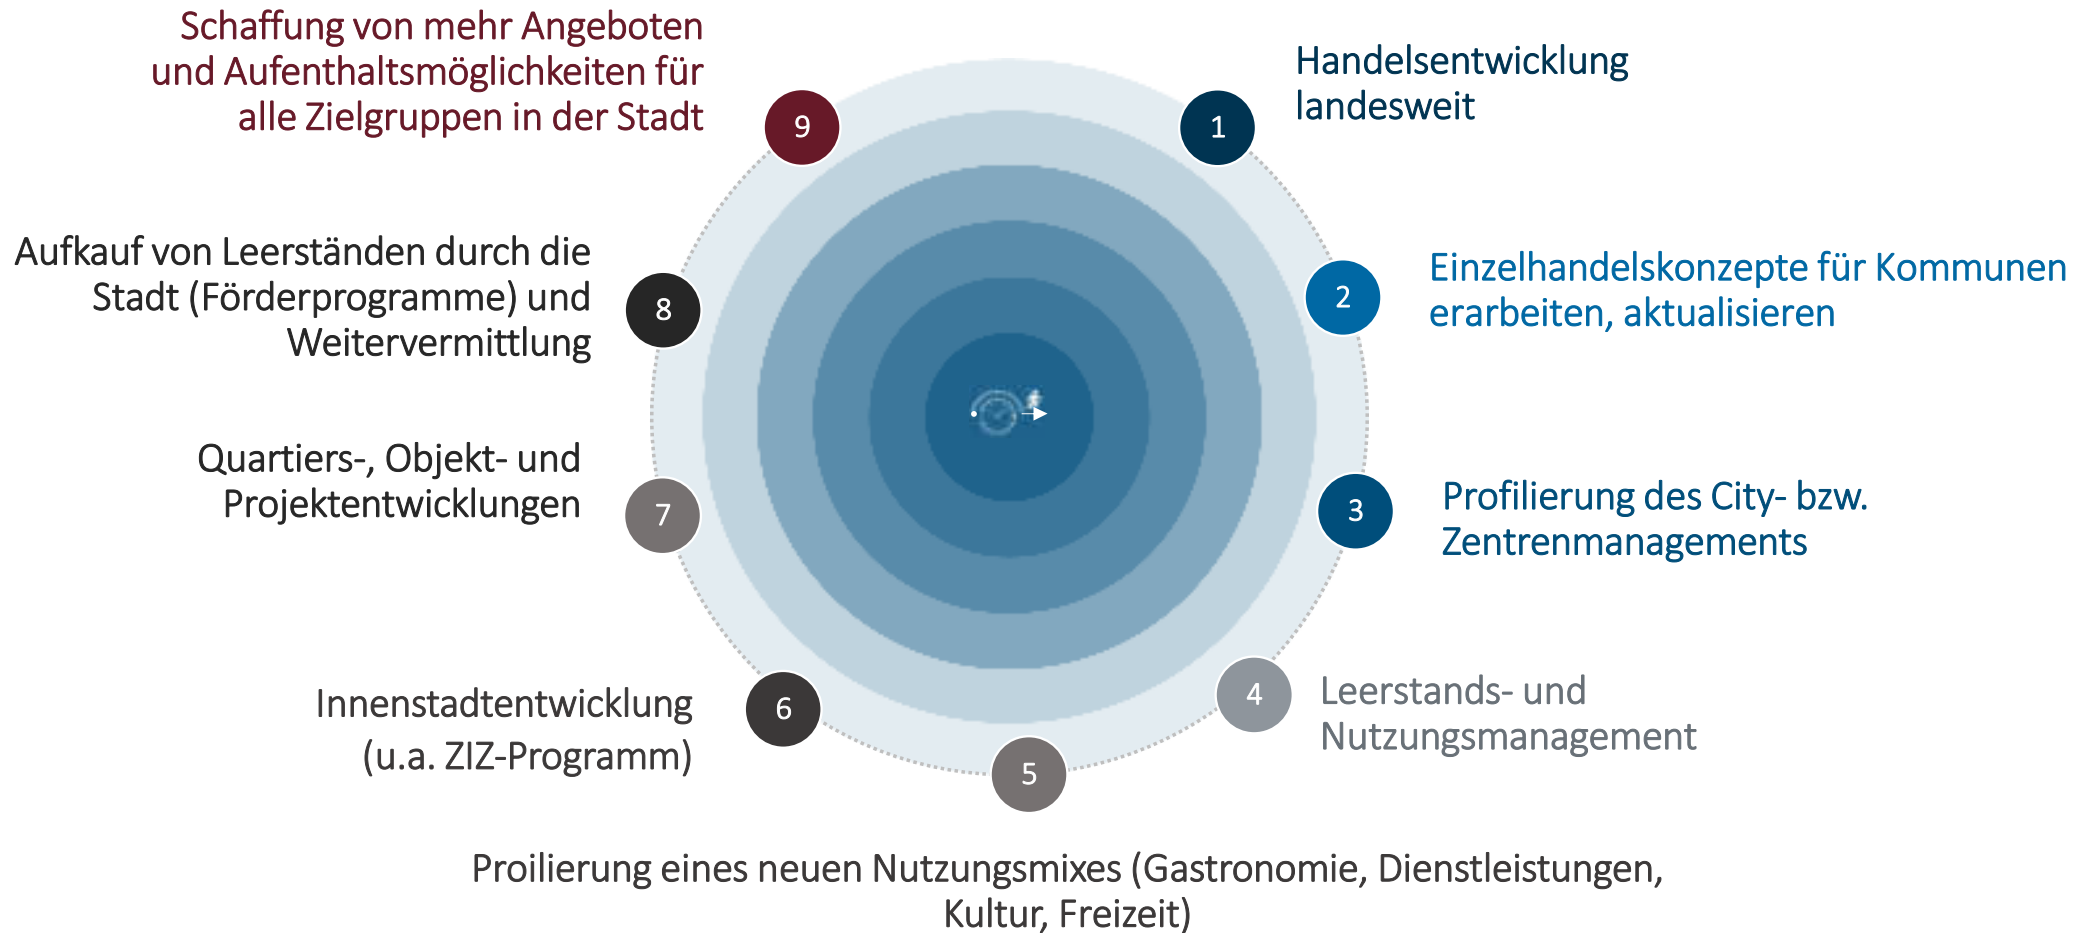 Handelsentwicklung
landesweit
1
Einzelhandelskonzepte für Kommunen
erarbeiten, aktualisieren
2
Profilierung des City- bzw.
Zentrenmanagements
3
Leerstands- und
Nutzungsmanagement
4
5
Proilierung eines neuen Nutzungsmixes (Gastronomie, Dienstleistungen,
Kultur, Freizeit)
Innenstadtentwicklung
(u.a. ZIZ-Programm)
6
Quartiers-, Objekt- und
Projektentwicklungen
7
Aufkauf von Leerständen durch die
Stadt (Förderprogramme) und
Weitervermittlung
8
Schaffung von mehr Angeboten
und Aufenthaltsmöglichkeiten für
alle Zielgruppen in der Stadt
9